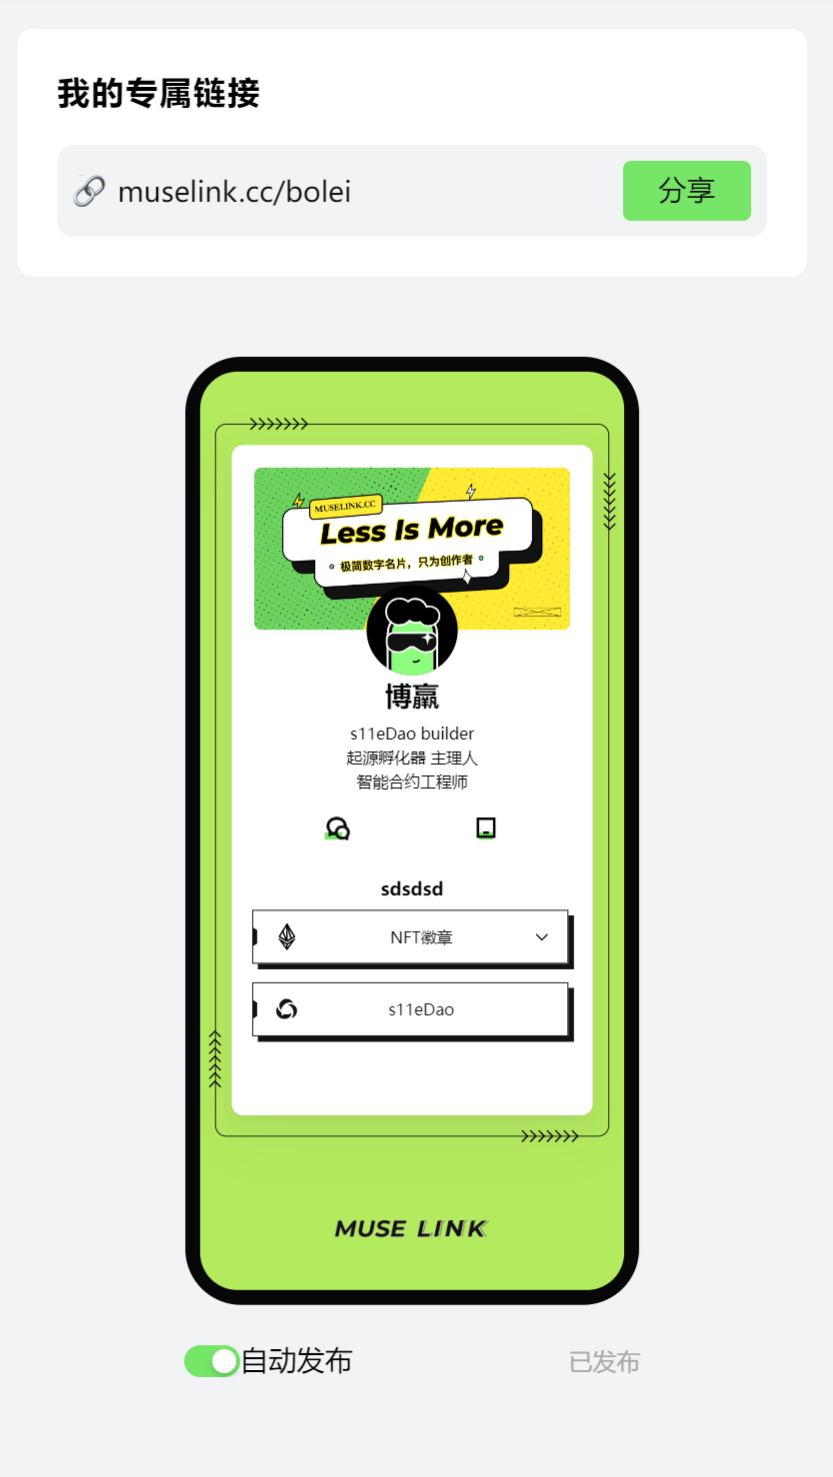 我的专属链接
muselink.cc/bolei
分享
MUSELINK.CC
Less Is More
极简数字名片，只为创作者
博赢
s11eDao builder
起源孵化器 主理人
智能合约工程师
sdsdsd
NFT徽章
s11eDao
MUSE LINK
自动发布
已发布